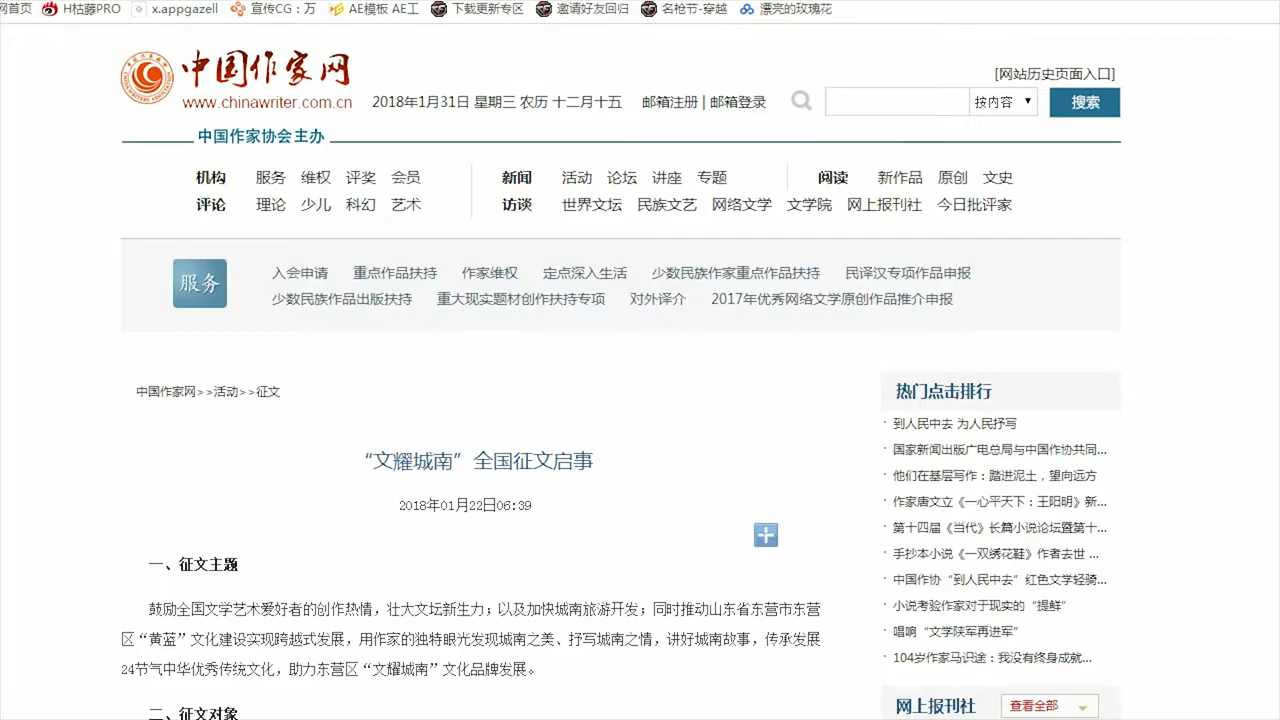 网首页 H枯藤PRO x.appgazell 宣传CG：万 AE模板 AE工 下载更新专区 邀请好友回归 名枪节-穿越 漂亮的玫瑰花
中国作家网
www.chinawriter.com.cn
[网站历史页面入口]
2018年1月31日 星期三 农历 十二月十五 邮箱注册 | 邮箱登录 按内容 ▼ 搜索
中国作家协会主办
机构 服务 维权 评奖 会员 新闻 活动 论坛 讲座 专题 阅读 新作品 原创 文史
评论 理论 少儿 科幻 艺术 访谈 世界文坛 民族文艺 网络文学 文学院 网上报刊社 今日批评家
服务
入会申请 重点作品扶持 作家维权 定点深入生活 少数民族作家重点作品扶持 民译汉专项作品申报
少数民族作品出版扶持 重大现实题材创作扶持专项 对外译介 2017年优秀网络文学原创作品推介申报
中国作家网>>活动>>征文
“文耀城南”全国征文启事
2018年01月22日06:39
一、征文主题
鼓励全国文学艺术爱好者的创作热情，壮大文坛新生力；以及加快城南旅游开发；同时推动山东省东营市东营
区“黄蓝”文化建设实现跨越式发展，用作家的独特眼光发现城南之美、抒写城南之情，讲好城南故事，传承发展
24节气中华优秀传统文化，助力东营区“文耀城南”文化品牌发展。
二、征文对象
热门点击排行
· 到人民中去 为人民抒写
· 国家新闻出版广电总局与中国作协共同...
· 他们在基层写作：踏进泥土，望向远方
· 作家唐文立《一心平天下：王阳明》新...
· 第十四届《当代》长篇小说论坛暨第十...
· 手抄本小说《一双绣花鞋》作者去世 ...
· 中国作协“到人民中去”红色文学轻骑...
· 小说考验作家对于现实的“提鲜”
· 唱响“文学陕军再进军”
· 104岁作家马识途：我没有终身成就...
网上报刊社 查看全部